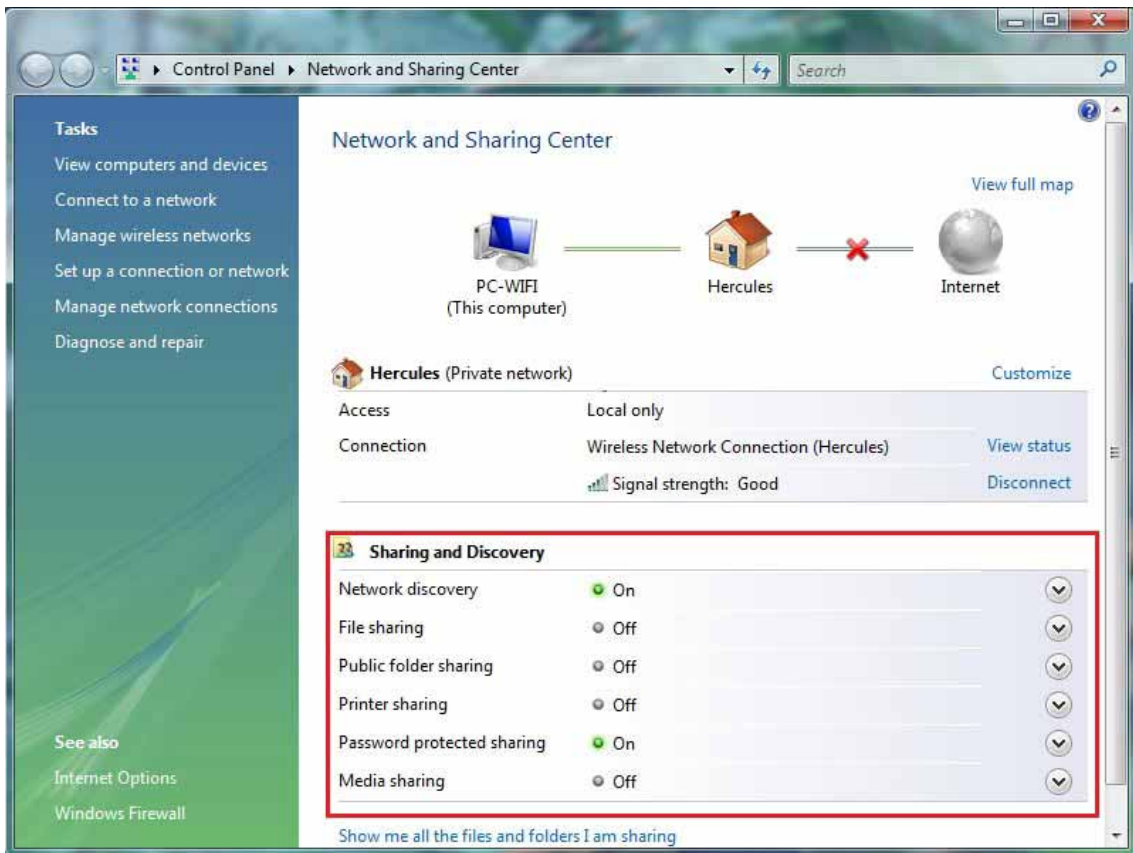 Control Panel Network and Sharing Center
Search
Tasks
View computers and devices
Connect to a network
Manage wireless networks
Set up a connection or network
Manage network connections
Diagnose and repair
See also
Internet Options
Windows Firewall
Network and Sharing Center
View full map
PC-WIFI
(This computer)
Hercules
Internet
Hercules (Private network) Customize
Access Local only
Connection Wireless Network Connection (Hercules) View status
Signal strength: Good Disconnect
Sharing and Discovery
Network discovery On
File sharing Off
Public folder sharing Off
Printer sharing Off
Password protected sharing On
Media sharing Off
Show me all the files and folders I am sharing